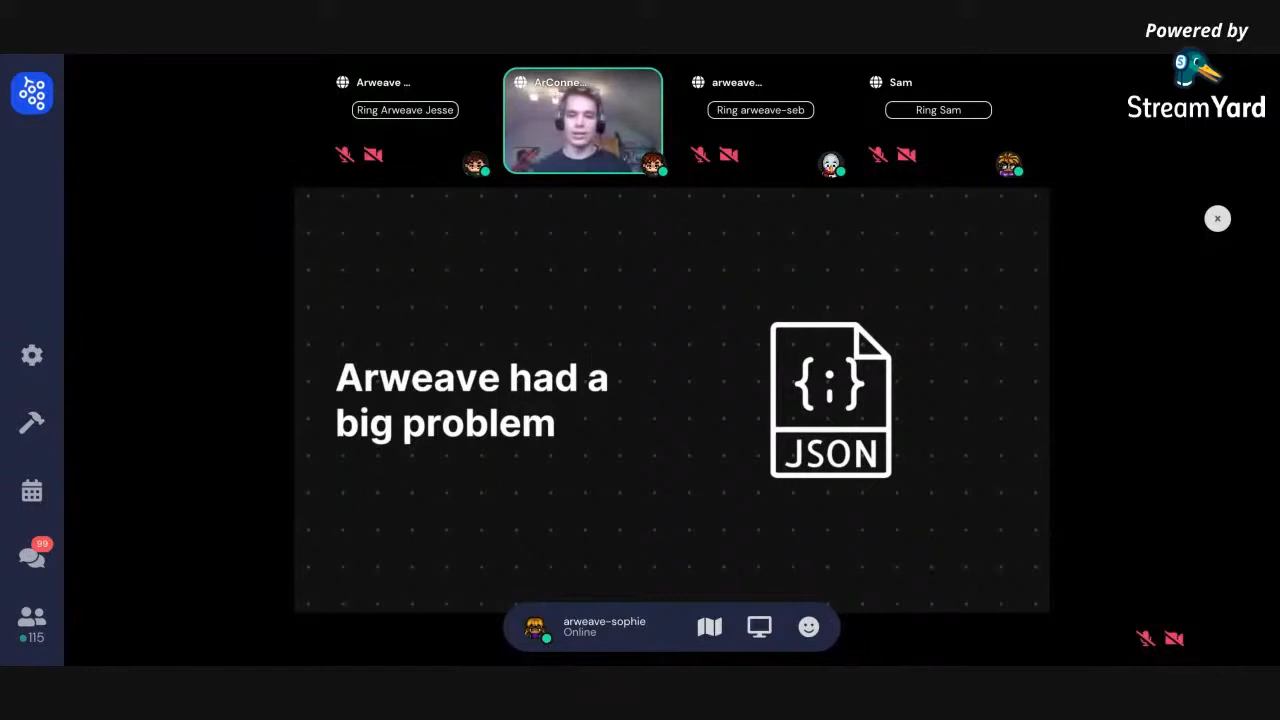 Powered by
StreamYard
Arweave ...
ArConne...
arweave...
Sam
Ring Arweave Jesse
Ring arweave-seb
Ring Sam
Arweave had a
big problem
{;}
JSON
99
115
arweave-sophie
Online